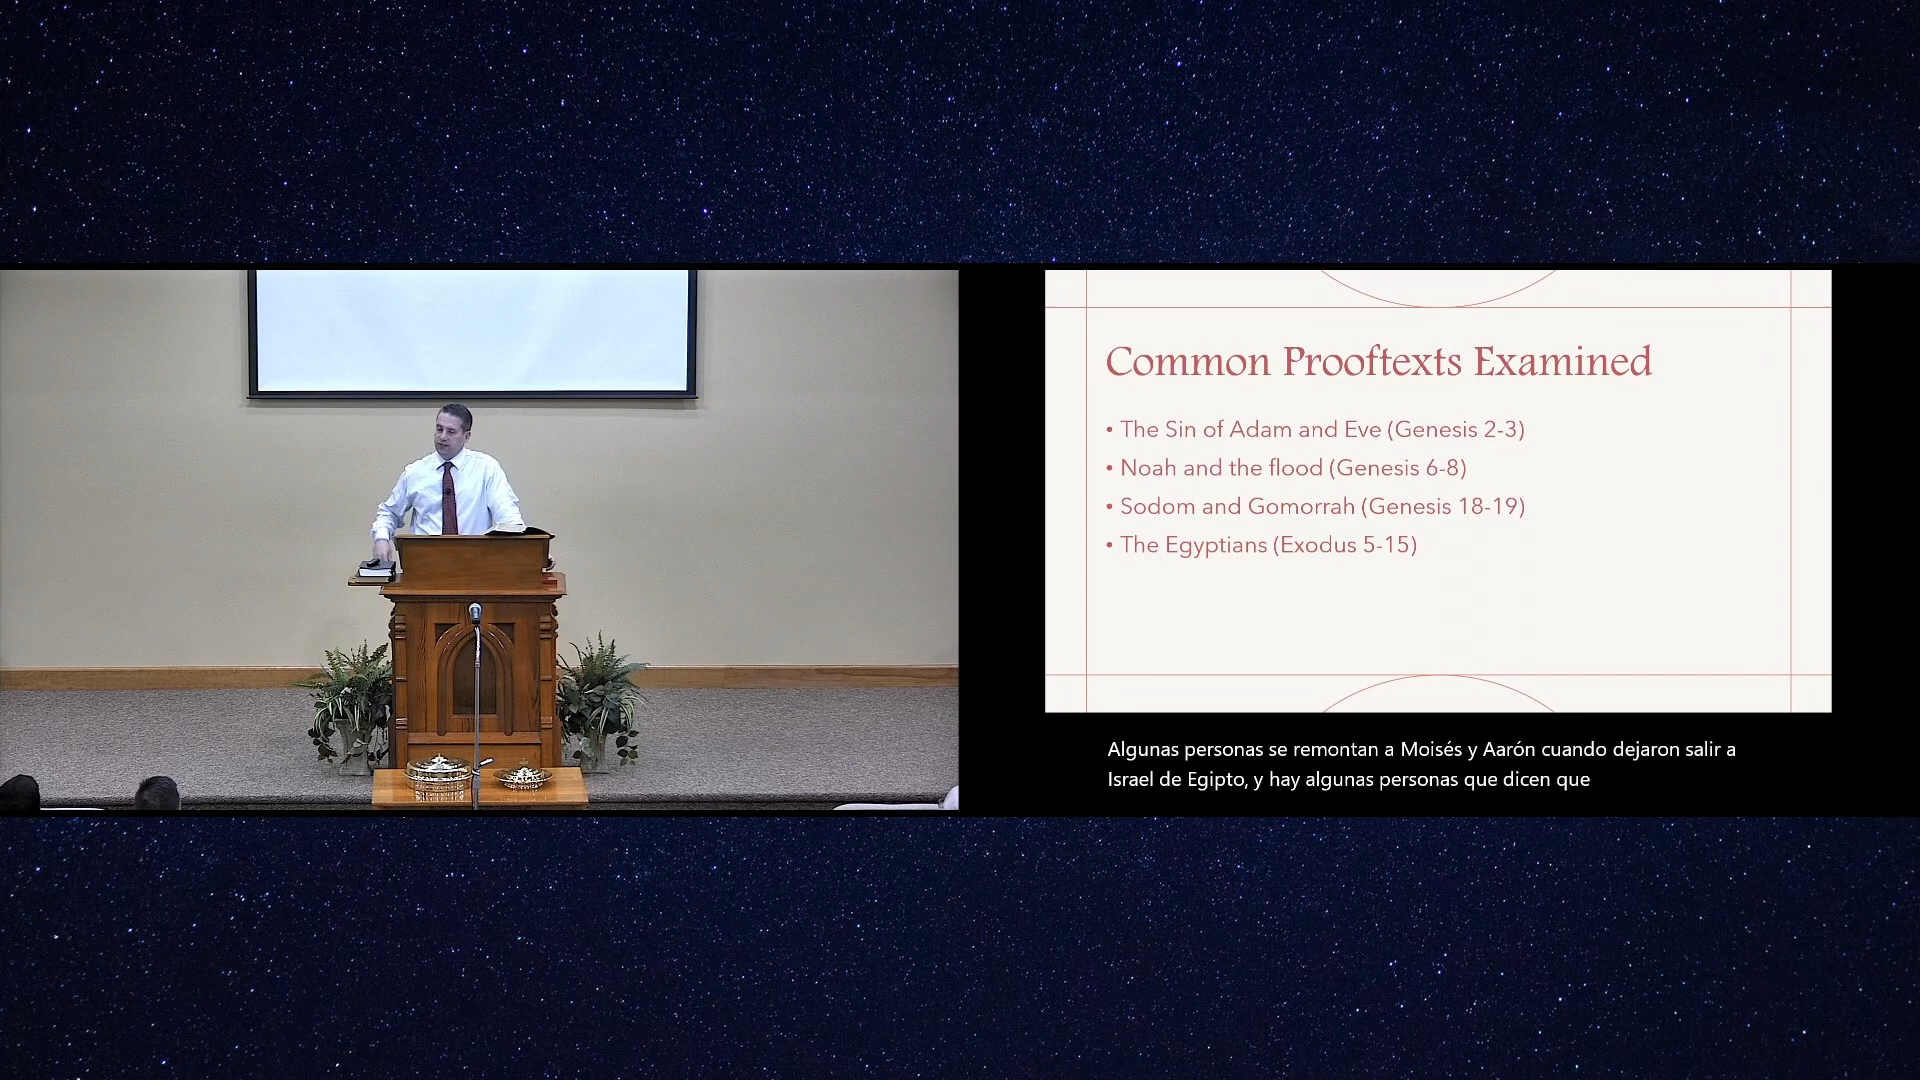 Common Prooftexts Examined
• The Sin of Adam and Eve (Genesis 2-3)
• Noah and the flood (Genesis 6-8)
• Sodom and Gomorrah (Genesis 18-19)
• The Egyptians (Exodus 5-15)
Algunas personas se remontan a Moisés y Aarón cuando dejaron salir a
Israel de Egipto, y hay algunas personas que dicen que